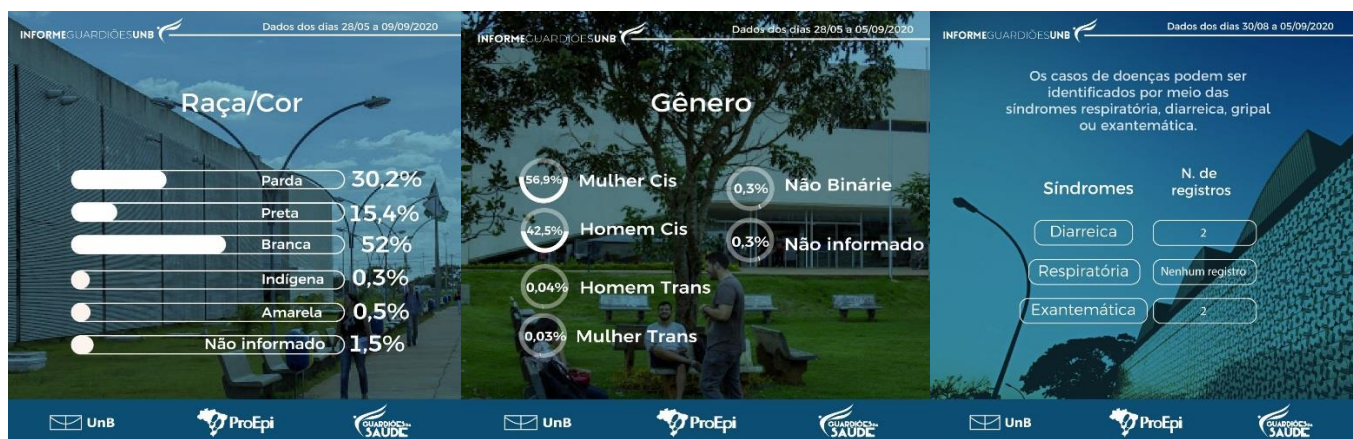 INFORMEGUARDIÕESUNB
Dados dos dias 28/05 a 09/09/2020
Raça/Cor
Parda 30,2%
Preta 15,4%
Branca 52%
Indígena 0,3%
Amarela 0,5%
Não informado 1,5%
UnB ProEpi GUARDIÕES DA SAÚDE
INFORMEGUARDIÕESUNB
Dados dos dias 28/05 a 05/09/2020
Gênero
56,9% Mulher Cis
42,5% Homem Cis
0,04% Homem Trans
0,03% Mulher Trans
0,3% Não Binárie
0,3% Não informado
UnB ProEpi GUARDIÕES DA SAÚDE
INFORMEGUARDIÕESUNB
Dados dos dias 30/08 a 05/09/2020
Os casos de doenças podem ser
identificados por meio das
síndromes respiratória, diarreica, gripal
ou exantemática.
Síndromes
N. de
registros
Diarreica 2
Respiratória Nenhum registro
Exantemática 2
UnB ProEpi GUARDIÕES DA SAÚDE